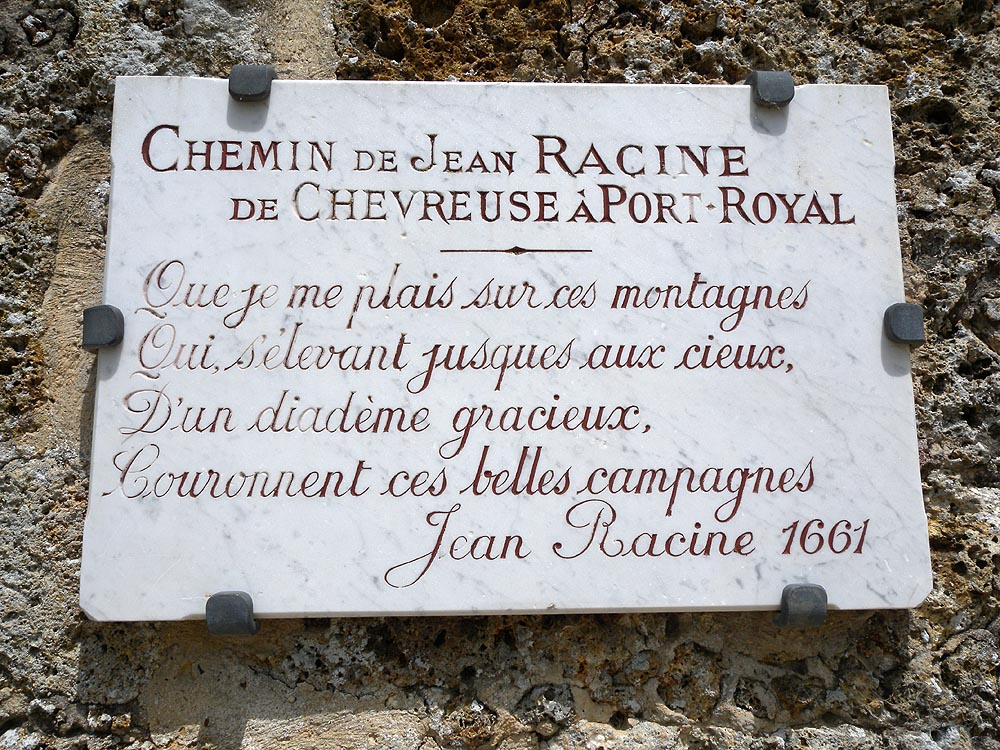 CHEMIN DE JEAN RACINE
DE CHEVREUSE À PORT-ROYAL
Que je me plais sur ces montagnes
Qui, s'élevant jusques aux cieux,
D'un diadème gracieux,
Couronnent ces belles campagnes
Jean Racine 1661